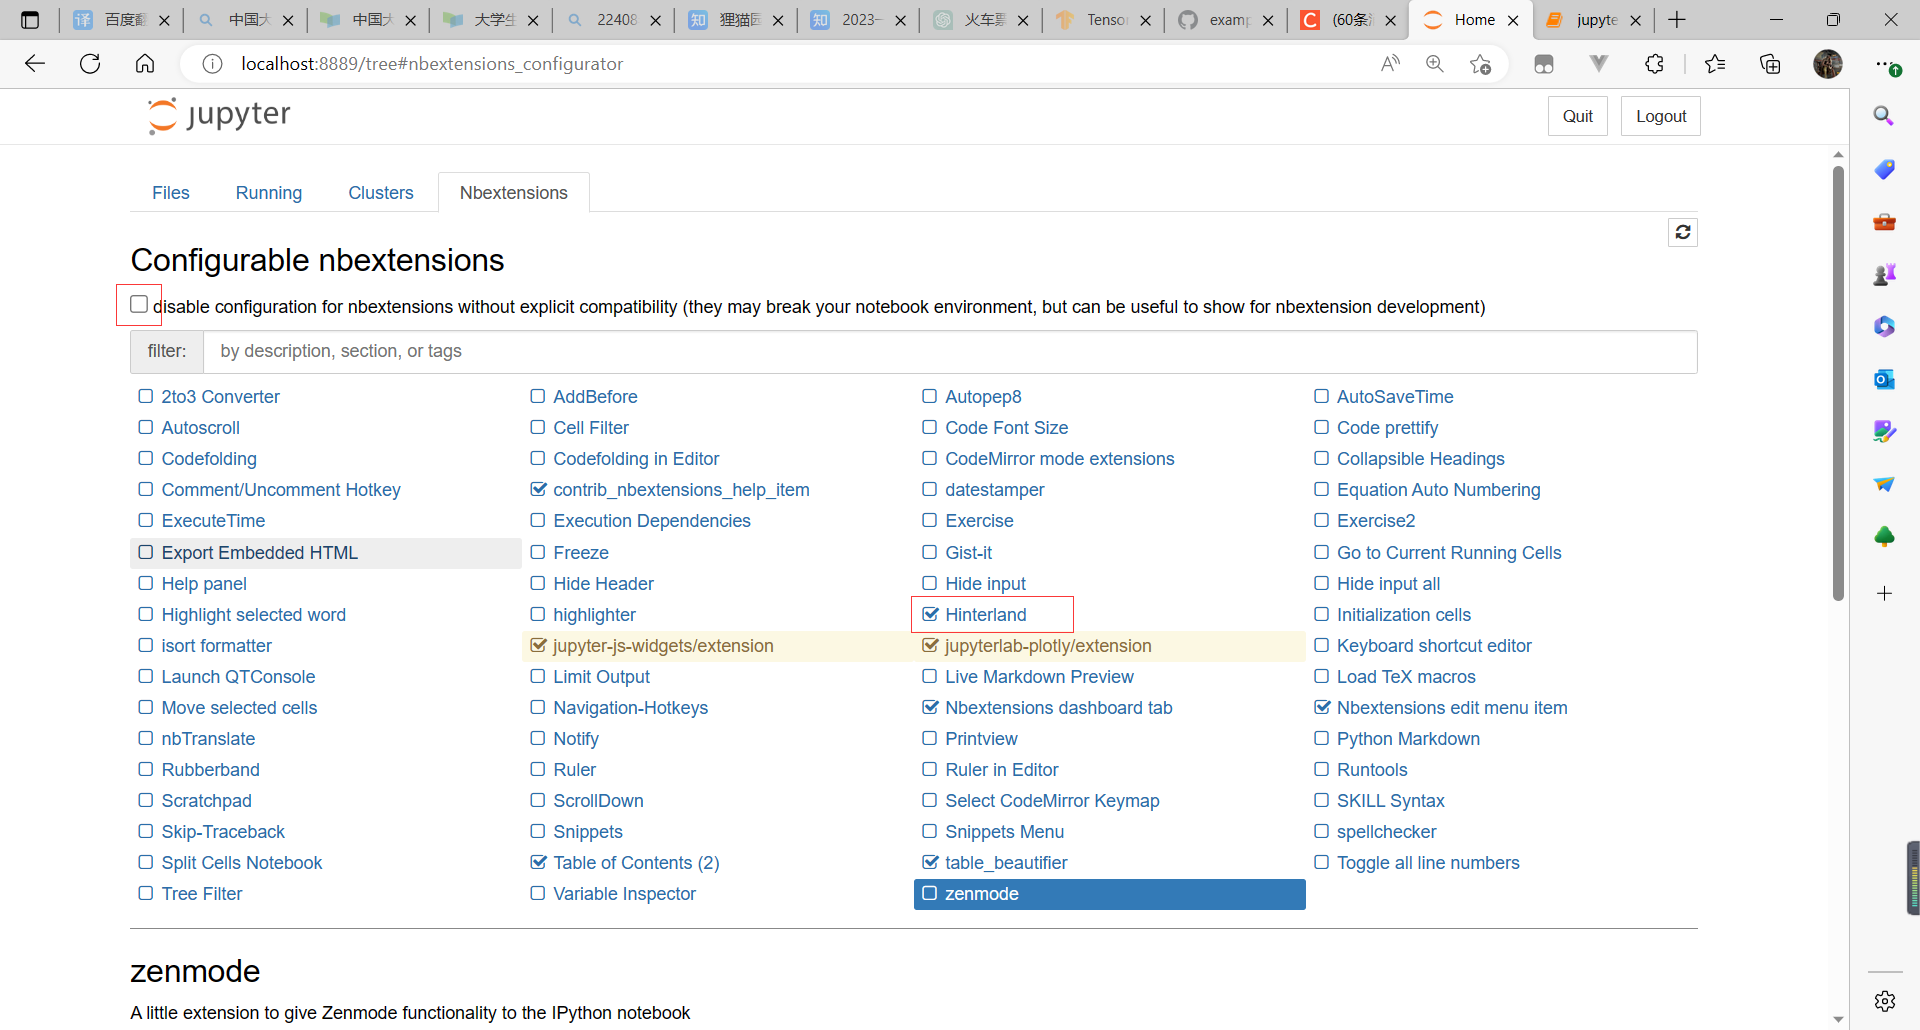 百度翻
中国大
中国大
大学生
22408
狸猫
2023一
火车票
Tensor
examp
(60条消
Home
jupyte
localhost:8889/tree#nbextensions_configurator
jupyter
Quit
Logout
Files
Running
Clusters
Nbextensions
Configurable nbextensions
disable configuration for nbextensions without explicit compatibility (they may break your notebook environment, but can be useful to show for nbextension development)
filter:
by description, section, or tags
2to3 Converter
AddBefore
Autopep8
AutoSaveTime
Autoscroll
Cell Filter
Code Font Size
Code prettify
Codefolding
Codefolding in Editor
CodeMirror mode extensions
Collapsible Headings
Comment/Uncomment Hotkey
contrib_nbextensions_help_item
datestamper
Equation Auto Numbering
ExecuteTime
Execution Dependencies
Exercise
Exercise2
Export Embedded HTML
Freeze
Gist-it
Go to Current Running Cells
Help panel
Hide Header
Hide input
Hide input all
Highlight selected word
highlighter
Hinterland
Initialization cells
isort formatter
jupyter-js-widgets/extension
jupyterlab-plotly/extension
Keyboard shortcut editor
Launch QTConsole
Limit Output
Live Markdown Preview
Load TeX macros
Move selected cells
Navigation-Hotkeys
Nbextensions dashboard tab
Nbextensions edit menu item
nbTranslate
Notify
Printview
Python Markdown
Rubberband
Ruler
Ruler in Editor
Runtools
Scratchpad
ScrollDown
Select CodeMirror Keymap
SKILL Syntax
Skip-Traceback
Snippets
Snippets Menu
spellchecker
Split Cells Notebook
Table of Contents (2)
table_beautifier
Toggle all line numbers
Tree Filter
Variable Inspector
zenmode
zenmode
A little extension to give Zenmode functionality to the IPython notebook